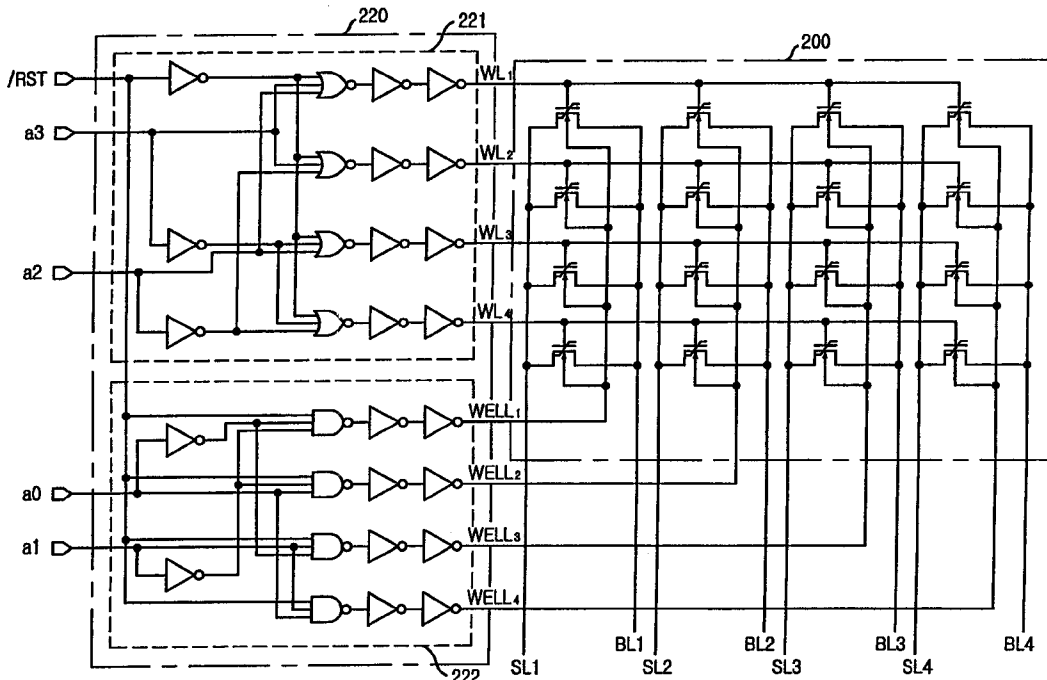 220
221
200
/RST
WL1
a3
WL2
WL3
a2
WL4
WELL1
a0
WELL2
a1
WELL3
WELL4
BL1
BL2
BL3
BL4
SL1
SL2
SL3
SL4
222